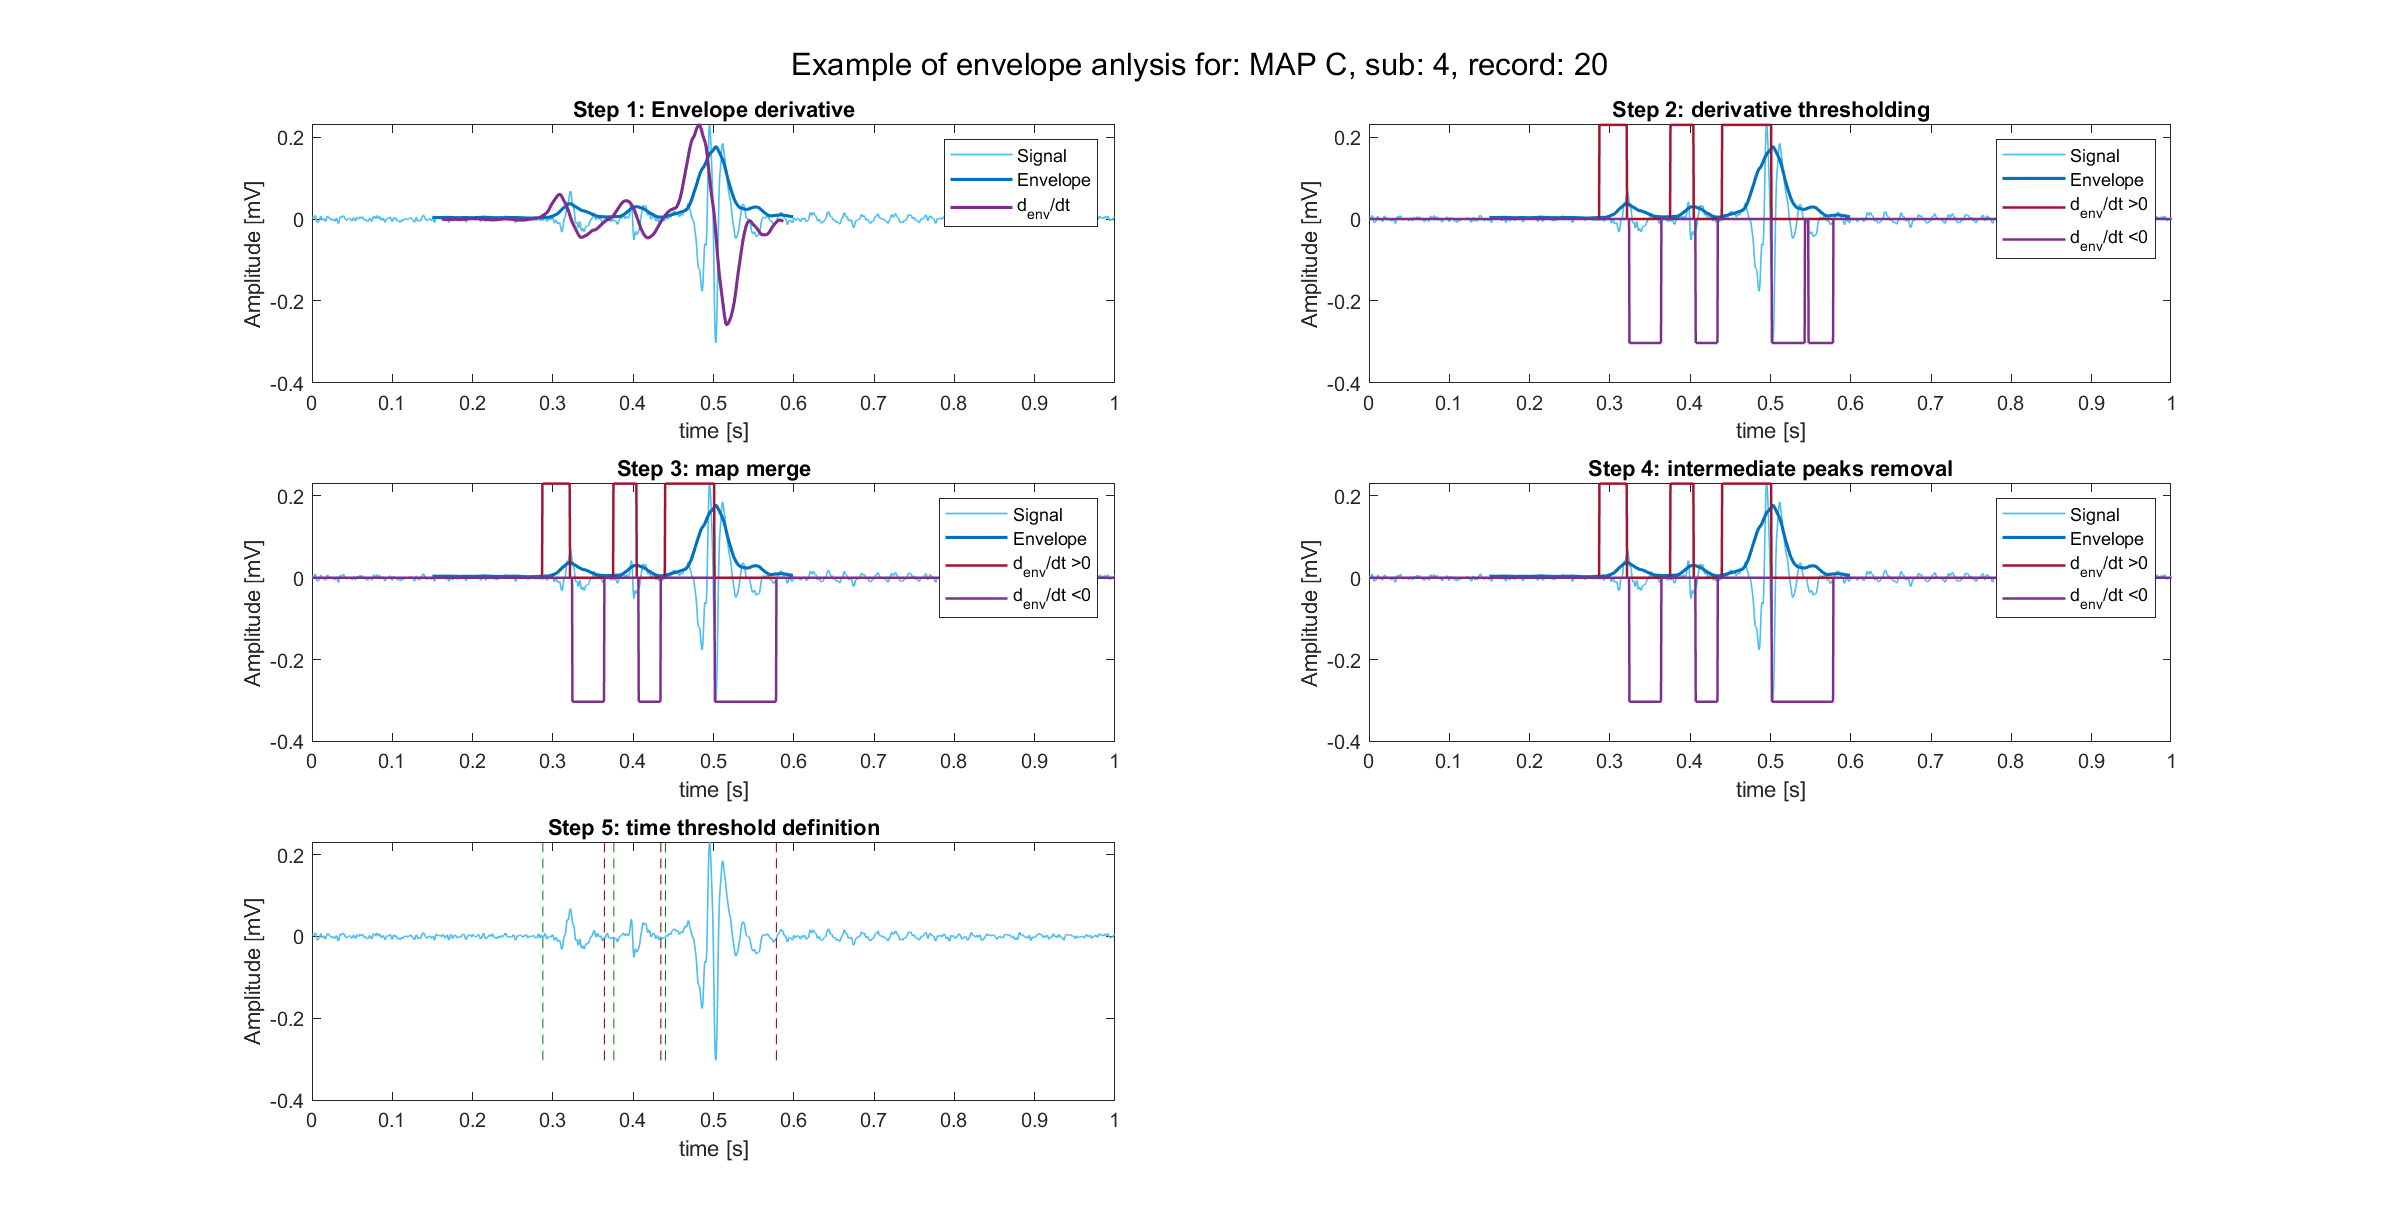 Example of envelope anlysis for: MAP C, sub: 4, record: 20
Step 1: Envelope derivative
0.2
0
-0.2
-0.4
Amplitude [mV]
0 0.1 0.2 0.3 0.4 0.5 0.6 0.7 0.8 0.9 1
time [s]
Signal
Envelope
d_env/dt
Step 2: derivative thresholding
0.2
0
-0.2
-0.4
Amplitude [mV]
0 0.1 0.2 0.3 0.4 0.5 0.6 0.7 0.8 0.9 1
time [s]
Signal
Envelope
d_env/dt >0
d_env/dt <0
Step 3: map merge
0.2
0
-0.2
-0.4
Amplitude [mV]
0 0.1 0.2 0.3 0.4 0.5 0.6 0.7 0.8 0.9 1
time [s]
Signal
Envelope
d_env/dt >0
d_env/dt <0
Step 4: intermediate peaks removal
0.2
0
-0.2
-0.4
Amplitude [mV]
0 0.1 0.2 0.3 0.4 0.5 0.6 0.7 0.8 0.9 1
time [s]
Signal
Envelope
d_env/dt >0
d_env/dt <0
Step 5: time threshold definition
0.2
0
-0.2
-0.4
Amplitude [mV]
0 0.1 0.2 0.3 0.4 0.5 0.6 0.7 0.8 0.9 1
time [s]